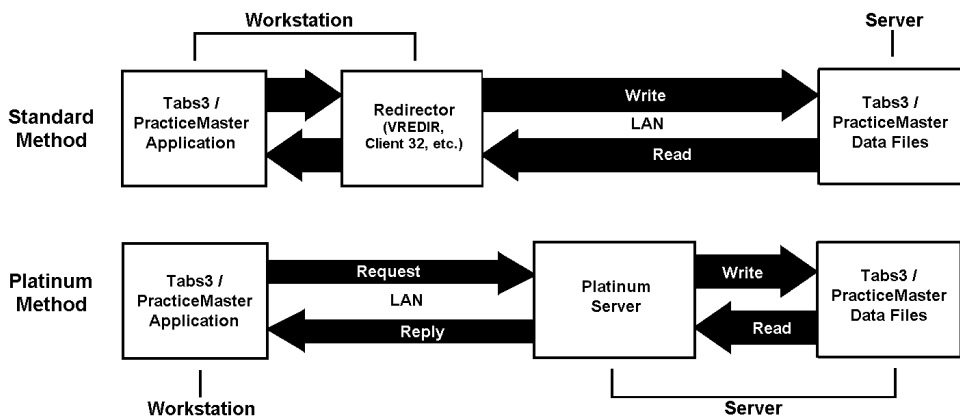 Workstation
Server
Standard
Method
Tabs3 /
PracticeMaster
Application
Redirector
(VREDIR,
Client 32, etc.)
Write
LAN
Read
Tabs3 /
PracticeMaster
Data Files
Platinum
Method
Tabs3 /
PracticeMaster
Application
Request
LAN
Reply
Platinum
Server
Write
Read
Tabs3 /
PracticeMaster
Data Files
Workstation
Server